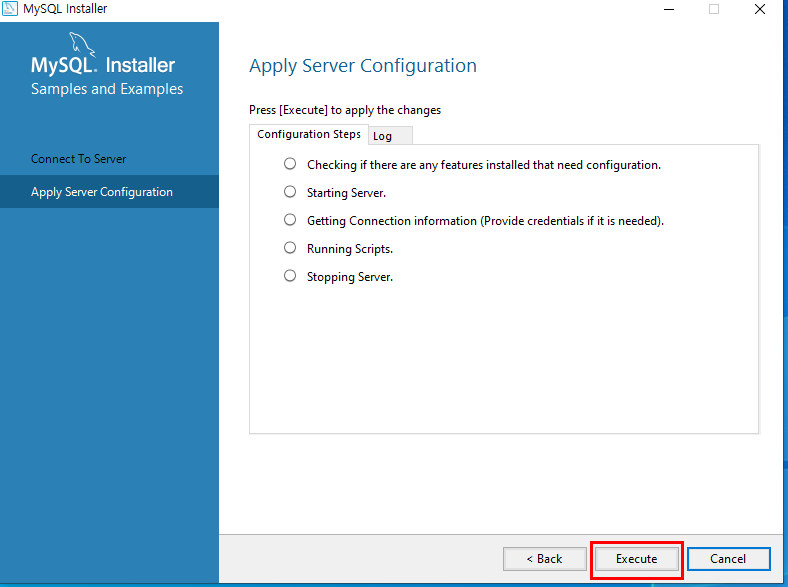 MySQL Installer
MySQL. Installer
Samples and Examples
Connect To Server
Apply Server Configuration
Apply Server Configuration
Press [Execute] to apply the changes
Configuration Steps Log
Checking if there are any features installed that need configuration.
Starting Server.
Getting Connection information (Provide credentials if it is needed).
Running Scripts.
Stopping Server.
< Back Execute Cancel